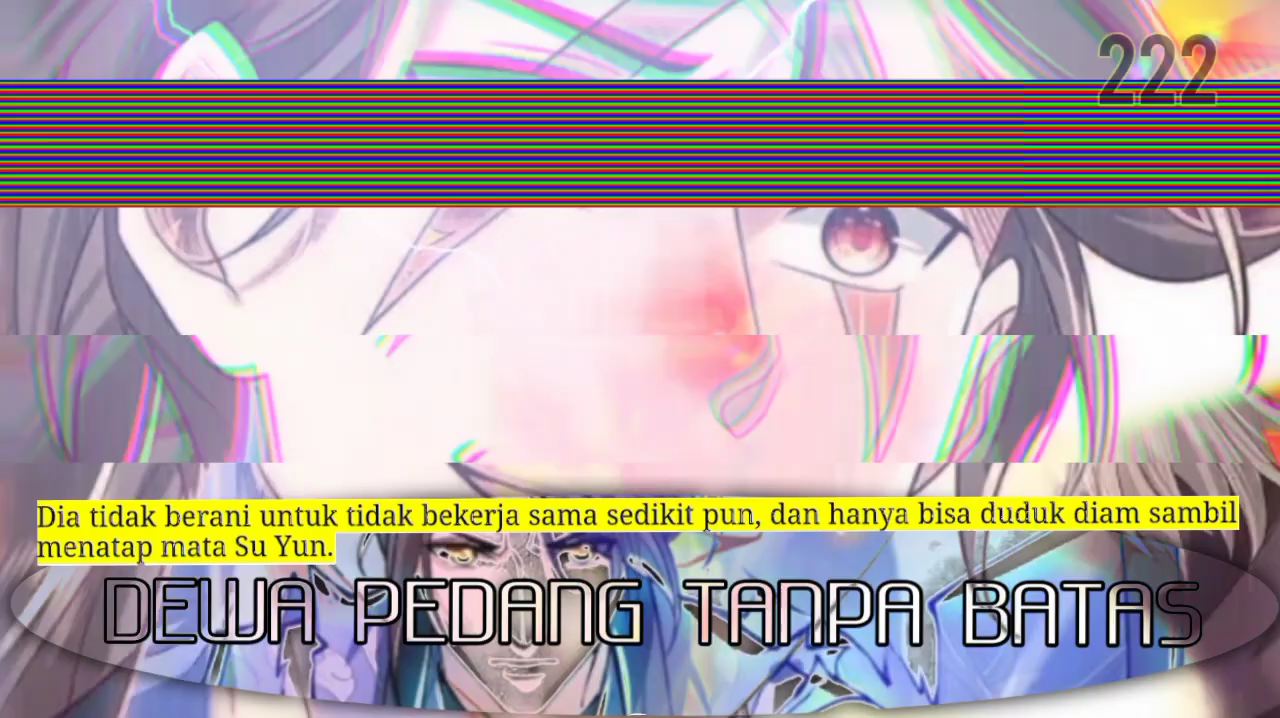 222
Dia tidak berani untuk tidak bekerja sama sedikit pun, dan hanya bisa duduk diam sambil
menatap mata Su Yun.
DEWA PEDANG TANPA BATAS